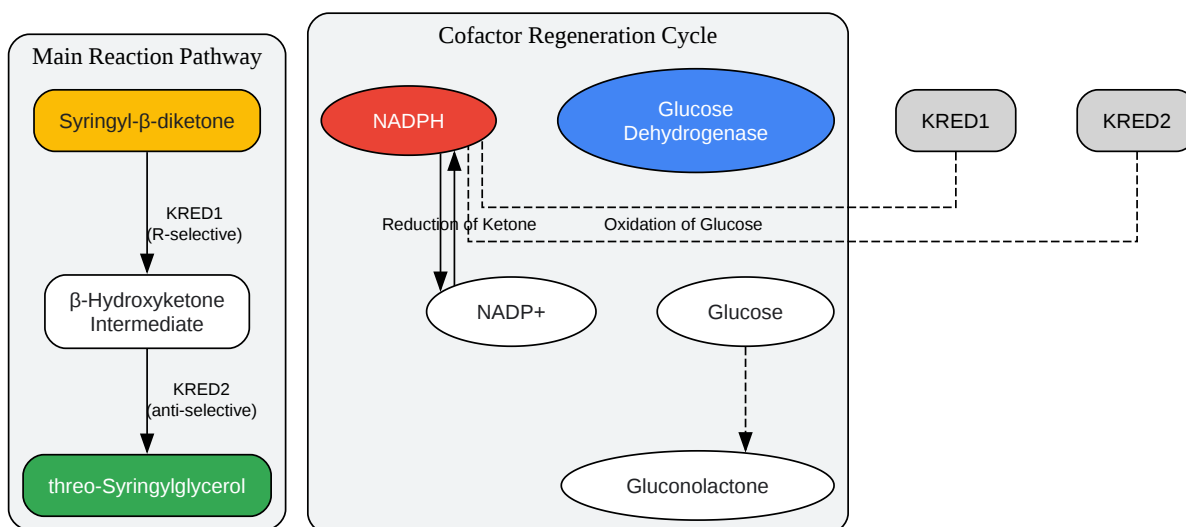 Main Reaction Pathway
Syringyl-β-diketone
KRED1
(R-selective)
β-Hydroxyketone
Intermediate
KRED2
(anti-selective)
threo-Syringylglycerol
Cofactor Regeneration Cycle
NADPH
Glucose
Dehydrogenase
Reduction of Ketone
Oxidation of Glucose
NADP+
Glucose
Gluconolactone
KRED1
KRED2